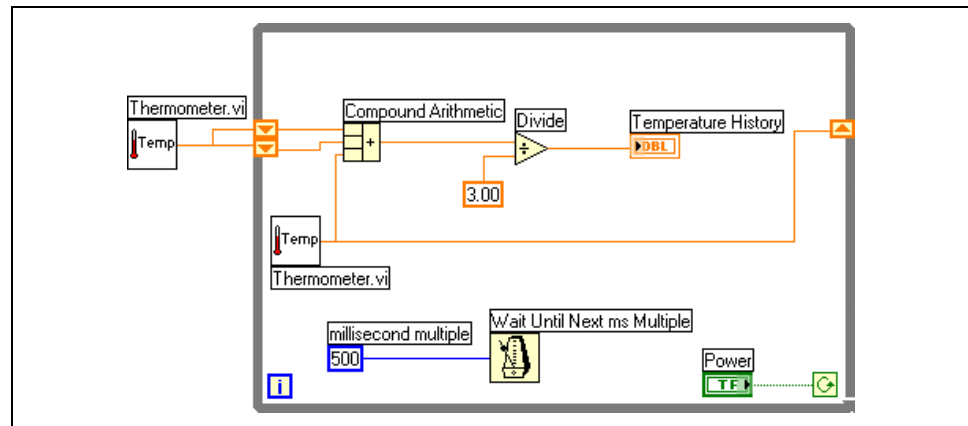 Thermometer.vi
Temp
Compound Arithmetic
+
Divide
÷
3.00
Temperature History
DBL
Temp
Thermometer.vi
millisecond multiple
500
Wait Until Next ms Multiple
i
Power
TF